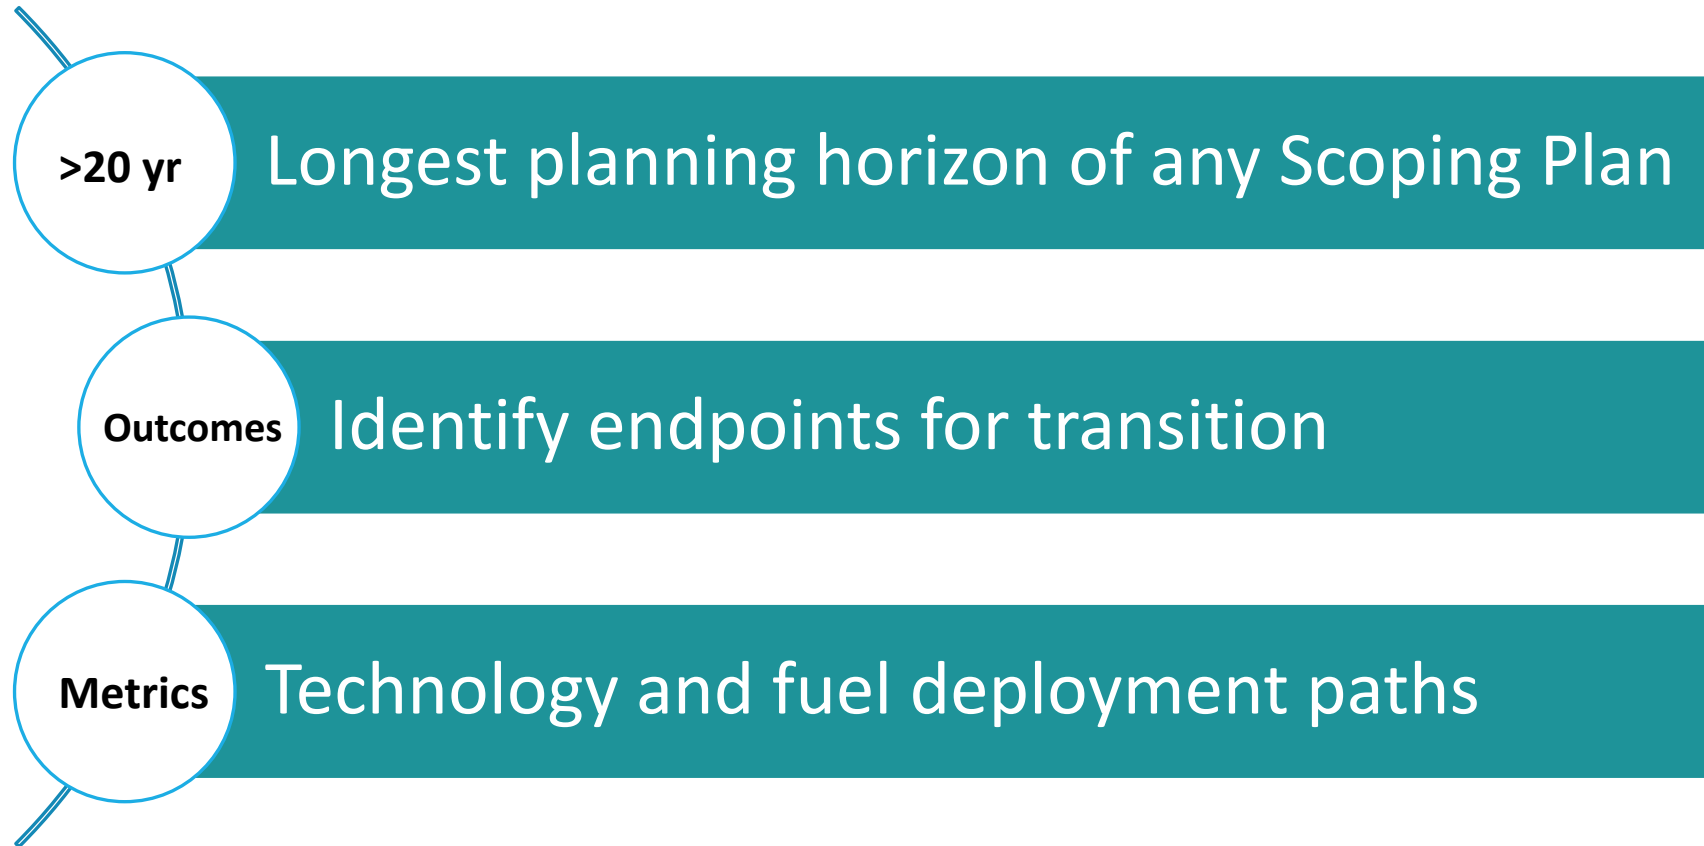 >20 yr
Longest planning horizon of any Scoping Plan
Outcomes
Identify endpoints for transition
Metrics
Technology and fuel deployment paths